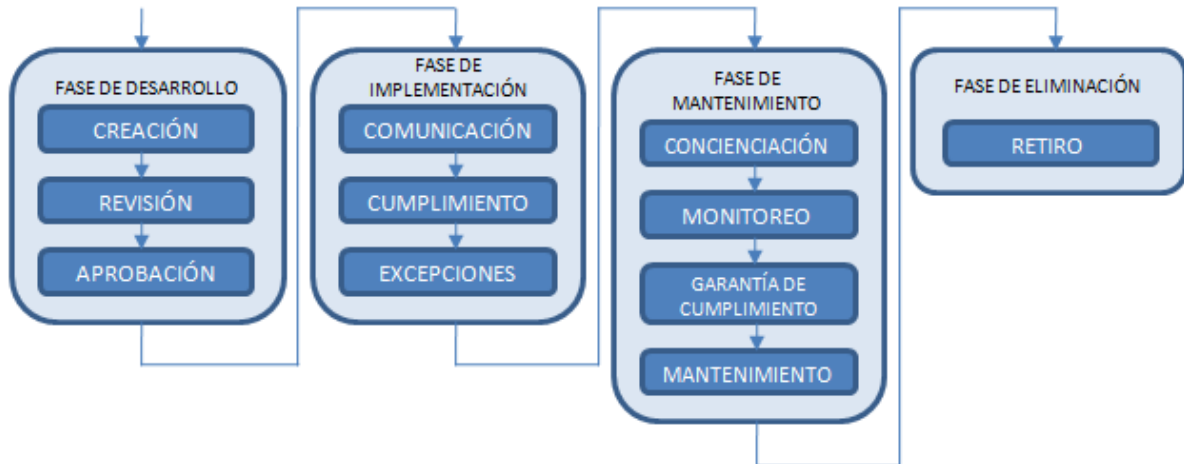 FASE DE DESARROLLO
CREACIÓN
REVISIÓN
APROBACIÓN
FASE DE
IMPLEMENTACIÓN
COMUNICACIÓN
CUMPLIMIENTO
EXCEPCIONES
FASE DE
MANTENIMIENTO
CONCIENCIACIÓN
MONITOREO
GARANTÍA DE
CUMPLIMIENTO
MANTENIMIENTO
FASE DE ELIMINACIÓN
RETIRO